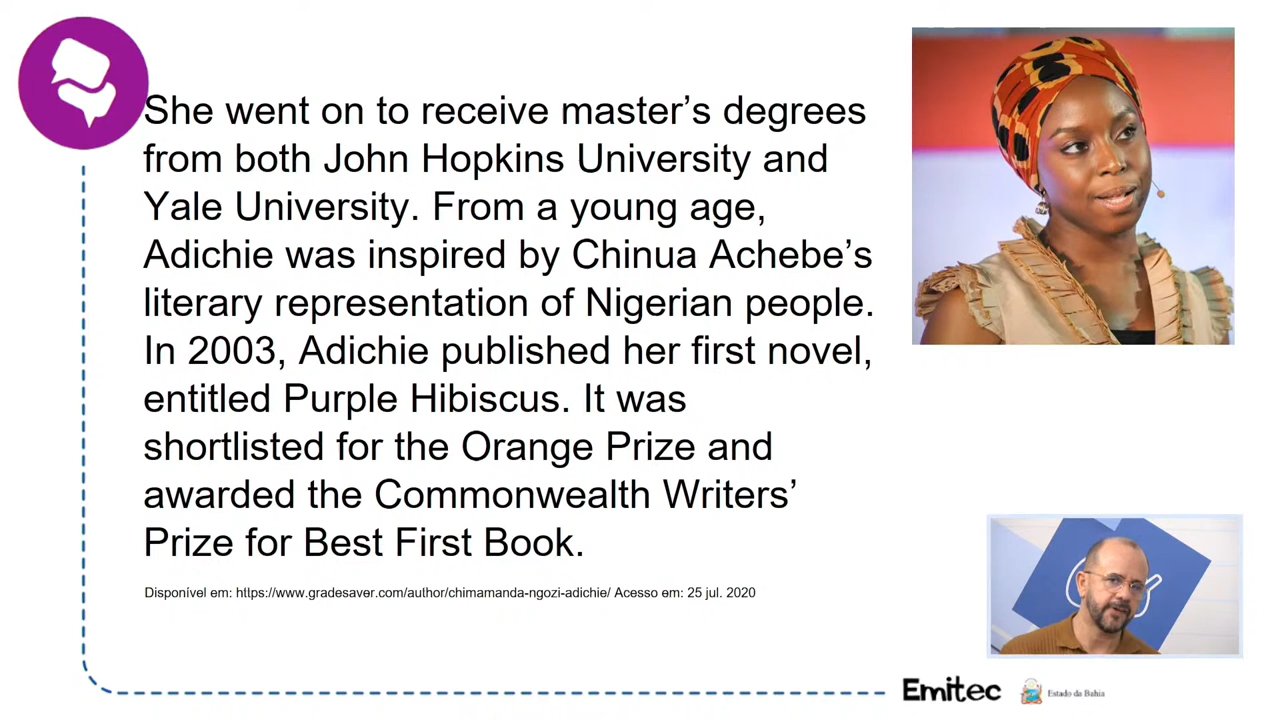 She went on to receive master’s degrees
from both John Hopkins University and
Yale University. From a young age,
Adichie was inspired by Chinua Achebe’s
literary representation of Nigerian people.
In 2003, Adichie published her first novel,
entitled Purple Hibiscus. It was
shortlisted for the Orange Prize and
awarded the Commonwealth Writers’
Prize for Best First Book.
Disponível em: https://www.gradesaver.com/author/chimamanda-ngozi-adichie/ Acesso em: 25 jul. 2020
Emitec
Estado da Bahia